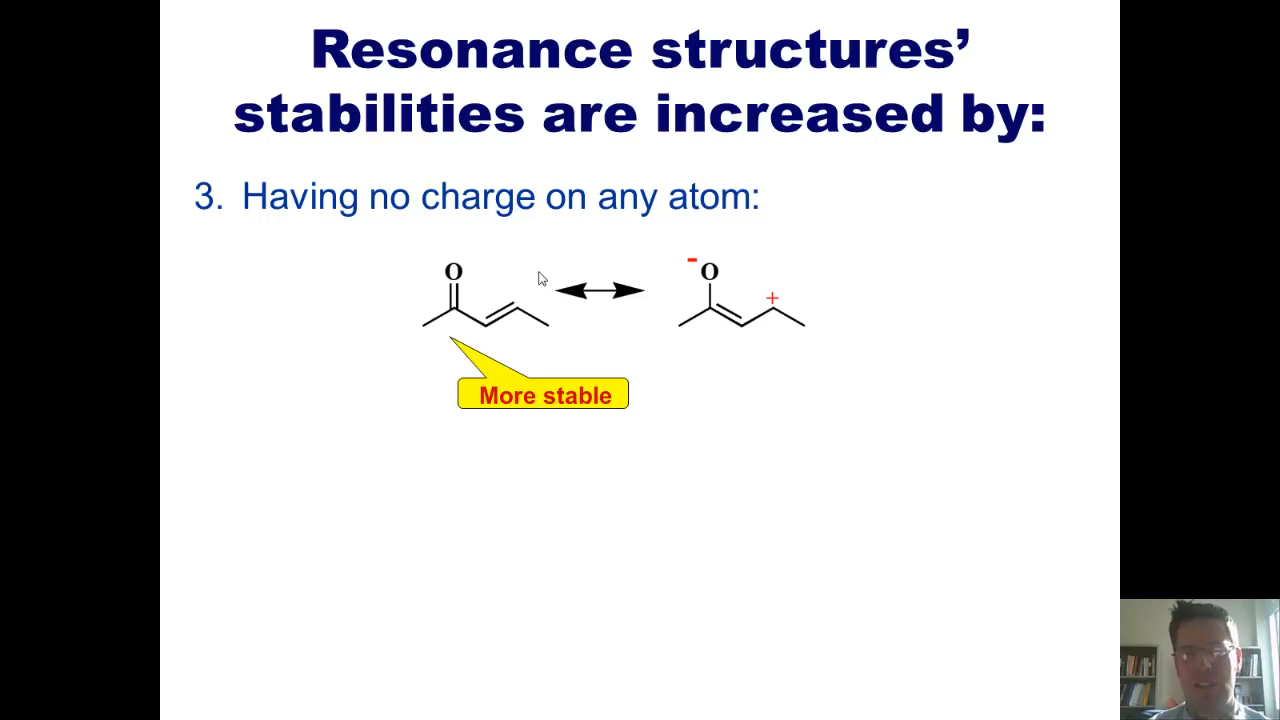 Resonance structures’
stabilities are increased by:
3. Having no charge on any atom:
O
- O
+
More stable